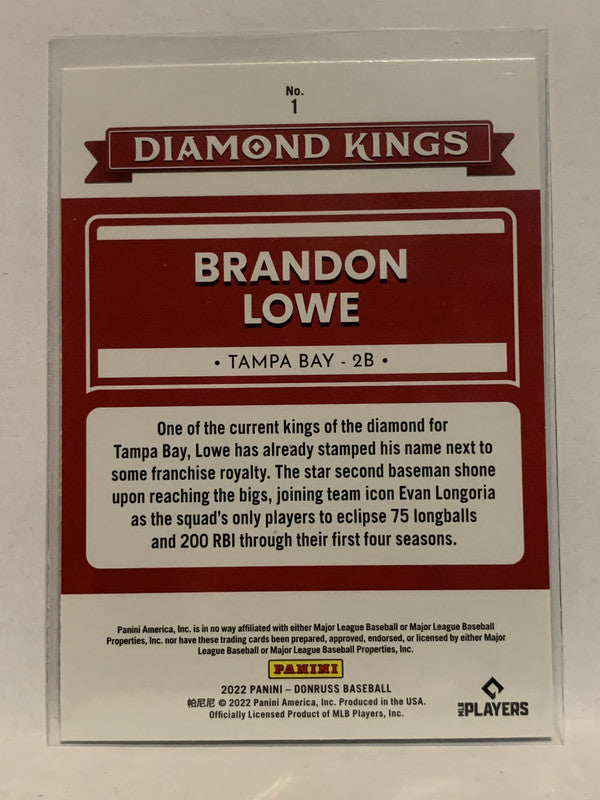 No.
1
DIAMOND KINGS
BRANDON
LOWE
• TAMPA BAY - 2B •
One of the current kings of the diamond for
Tampa Bay, Lowe has already stamped his name next to
some franchise royalty. The star second baseman shone
upon reaching the bigs, joining team icon Evan Longoria
as the squad's only players to eclipse 75 longballs
and 200 RBI through their first four seasons.
Panini America, Inc. is in no way affiliated with either Major League Baseball or Major League Baseball
Properties, Inc. nor have these trading cards been prepared, approved, endorsed, or licensed by either Major
League Baseball or Major League Baseball Properties, Inc.
PANINI
2022 PANINI – DONRUSS BASEBALL
帕尼尼 © 2022 Panini America, Inc. Produced in the USA.
Officially Licensed Product of MLB Players, Inc.
MLB PLAYERS